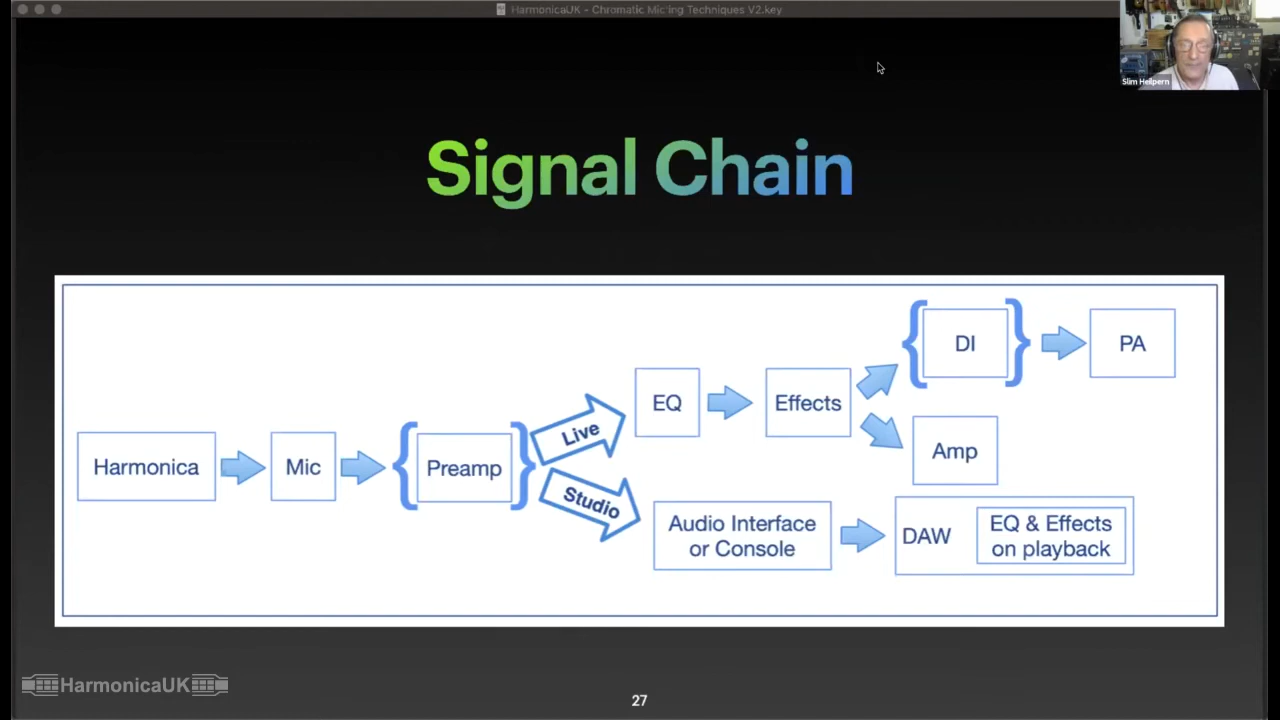 HarmonicaUK - Chromatic Mic'ing Techniques V2.key
Slim Heilpern
Signal Chain
Harmonica
Mic
{ Preamp }
Live
EQ
Effects
{ DI }
PA
Amp
Studio
Audio Interface
or Console
DAW
EQ & Effects
on playback
HarmonicaUK
27